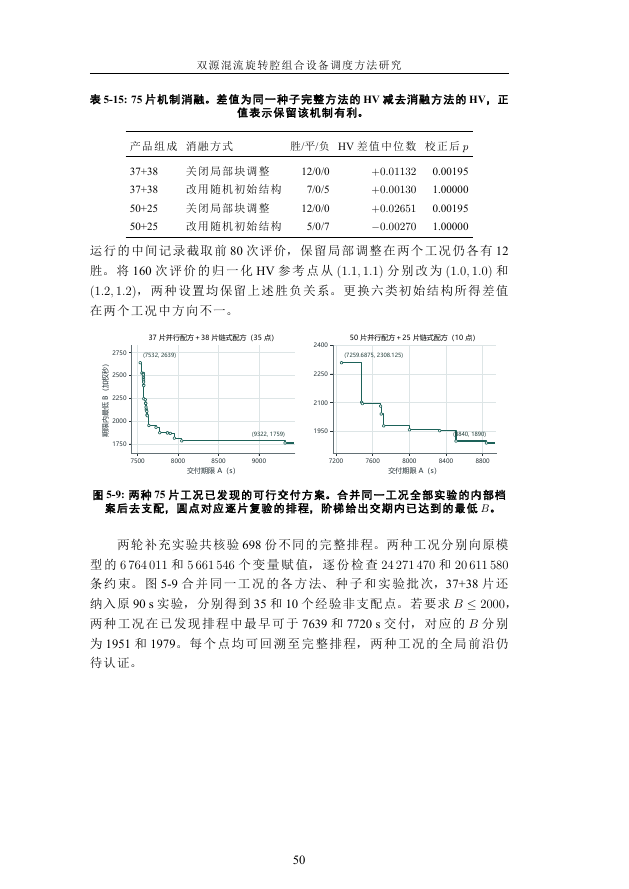 双源混流旋转腔组合设备调度方法研究
表 5-15: 75 片机制消融。差值为同一种子完整方法的 HV 减去消融方法的 HV，正
值表示保留该机制有利。
产品组成 消融方式 胜/平/负 HV 差值中位数 校正后 p
37+38 关闭局部块调整 12/0/0 +0.01132 0.00195
37+38 改用随机初始结构 7/0/5 +0.00130 1.00000
50+25 关闭局部块调整 12/0/0 +0.02651 0.00195
50+25 改用随机初始结构 5/0/7 −0.00270 1.00000
运行的中间记录截取前 80 次评价，保留局部调整在两个工况仍各有 12
胜。将 160 次评价的归一化 HV 参考点从 (1.1, 1.1) 分别改为 (1.0, 1.0) 和
(1.2, 1.2)，两种设置均保留上述胜负关系。更换六类初始结构所得差值
在两个工况中方向不一。
37 片并行配方 + 38 片链式配方（35 点）
期限内最低 B（加权秒）
2750
2500
2250
2000
1750
(7532, 2639)
(9322, 1759)
7500 8000 8500 9000
交付期限 A（s）
50 片并行配方 + 25 片链式配方（10 点）
2400
2250
2100
1950
(7259.6875, 2308.125)
(8840, 1890)
7200 7600 8000 8400 8800
交付期限 A（s）
图 5-9: 两种 75 片工况已发现的可行交付方案。合并同一工况全部实验的内部档
案后去支配，圆点对应逐片复验的排程，阶梯给出交期内已达到的最低 B。
两轮补充实验共核验 698 份不同的完整排程。两种工况分别向原模
型的 6 764 011 和 5 661 546 个变量赋值，逐份检查 24 271 470 和 20 611 580
条约束。图 5-9 合并同一工况的各方法、种子和实验批次，37+38 片还
纳入原 90 s 实验，分别得到 35 和 10 个经验非支配点。若要求 B ≤ 2000，
两种工况在已发现排程中最早可于 7639 和 7720 s 交付，对应的 B 分别
为 1951 和 1979。每个点均可回溯至完整排程，两种工况的全局前沿仍
待认证。
50